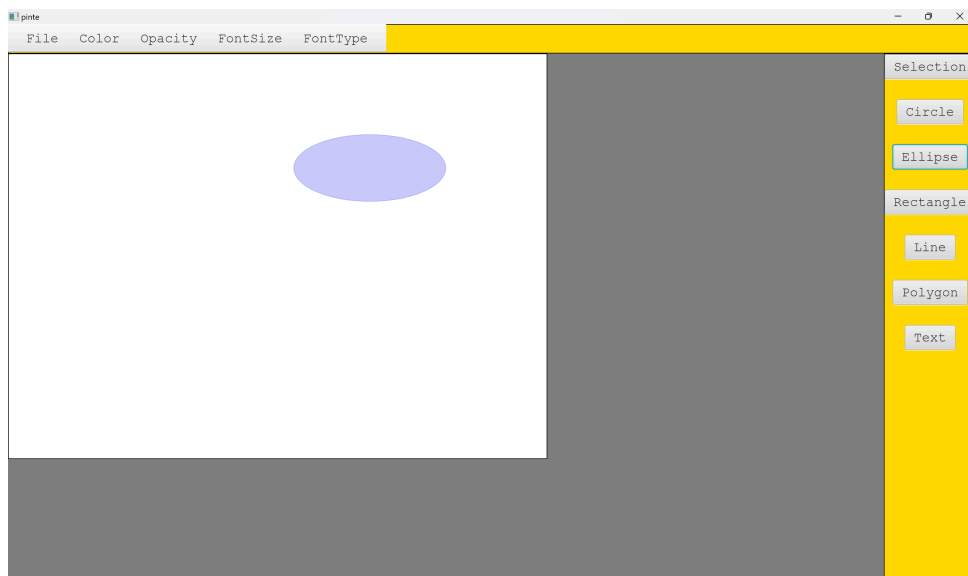 pinte
File Color Opacity FontSize FontType
Selection
Circle
Ellipse
Rectangle
Line
Polygon
Text